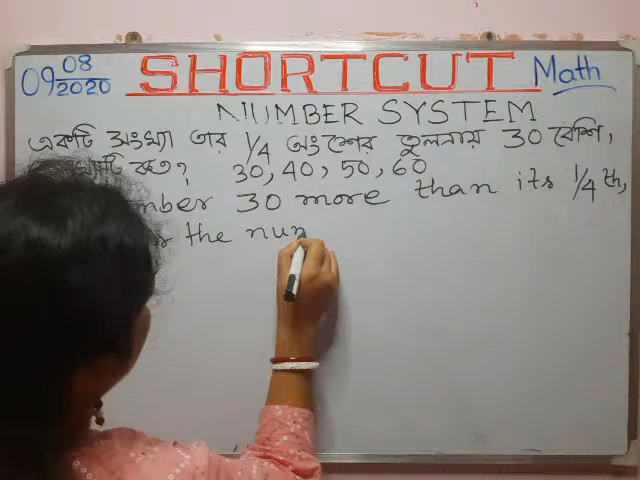 09 08/2020 SHORTCUT Math
NUMBER SYSTEM
একটি সংখ্যা তার 1/4 অংশের তুলনায় 30 বেশি,
কত? 30, 40, 50, 60
mber 30 more than its 1/4 th,
the num